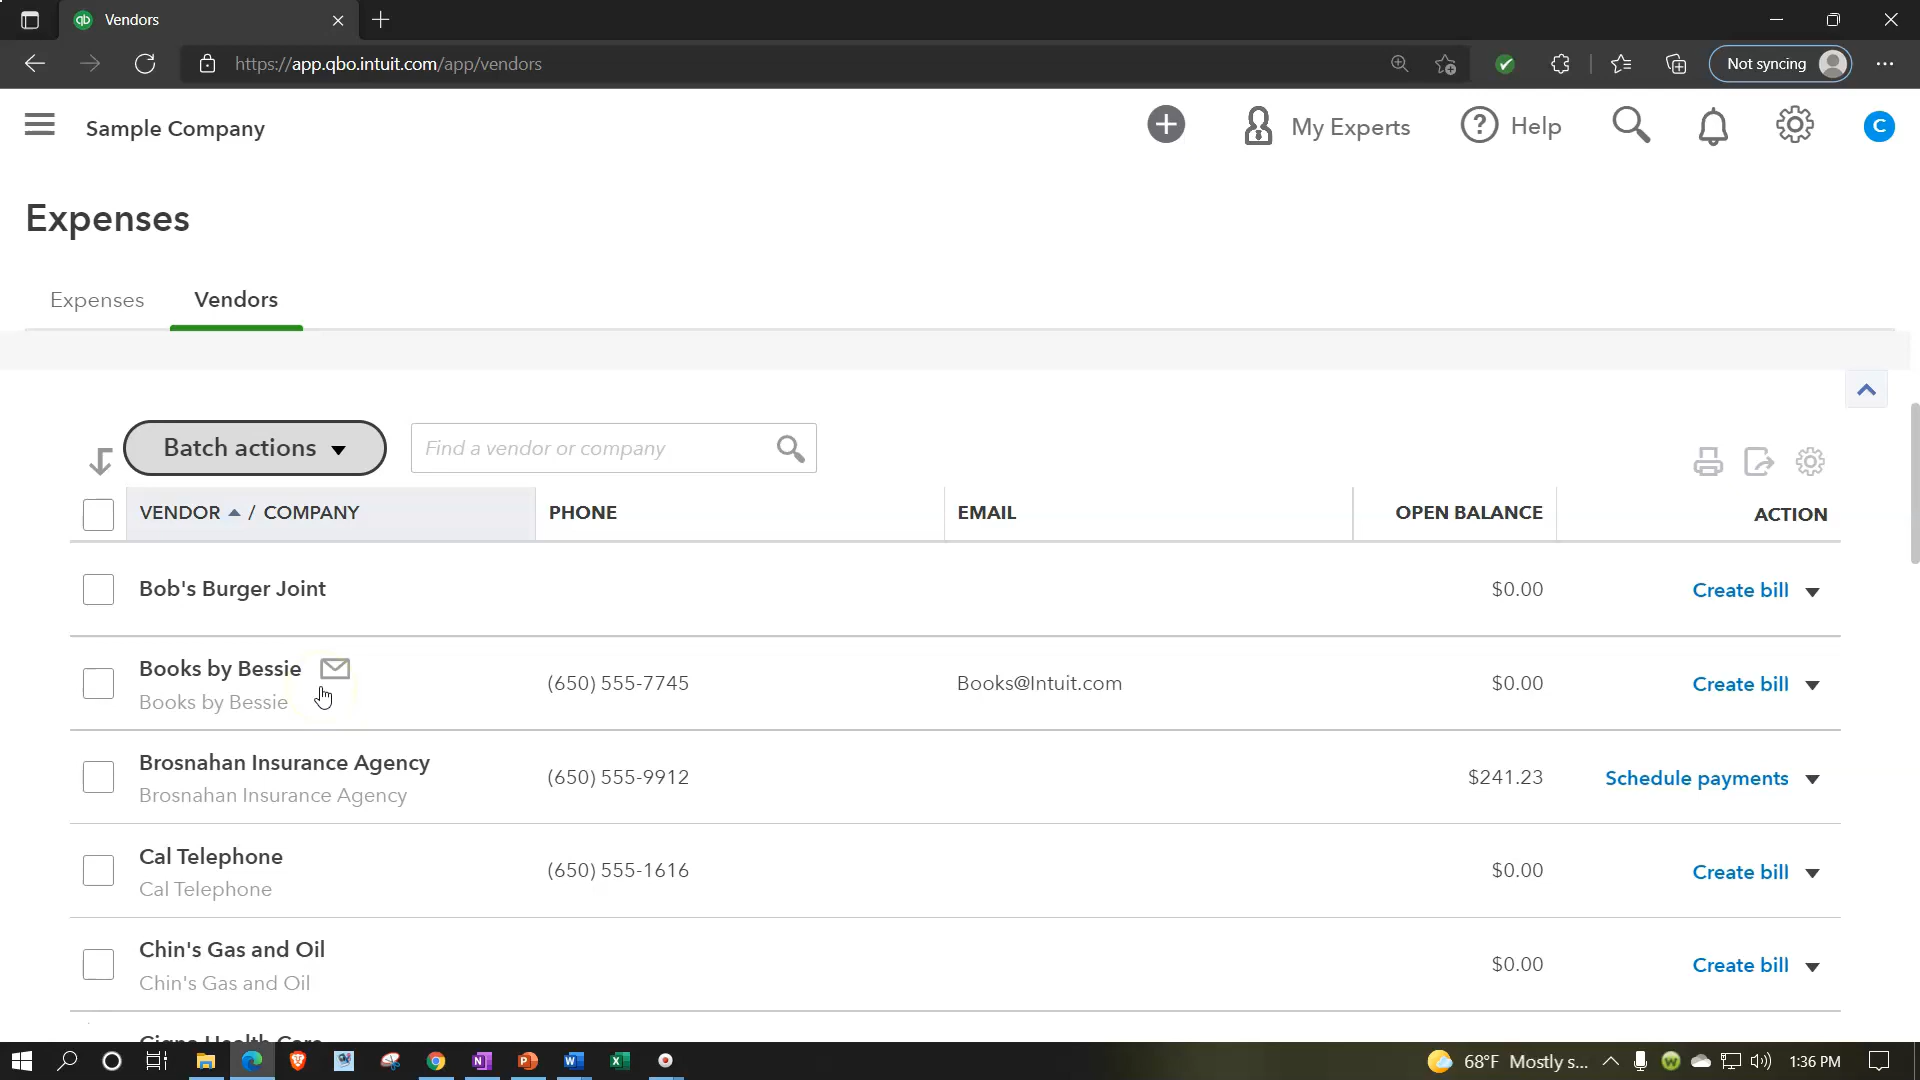 Vendors
https://app.qbo.intuit.com/app/vendors
Not syncing
Sample Company
My Experts
Help
C
Expenses
Expenses
Vendors
Batch actions
Find a vendor or company
VENDOR / COMPANY
PHONE
EMAIL
OPEN BALANCE
ACTION
Bob's Burger Joint
$0.00
Create bill
Books by Bessie
Books by Bessie
(650) 555-7745
Books@Intuit.com
$0.00
Create bill
Brosnahan Insurance Agency
Brosnahan Insurance Agency
(650) 555-9912
$241.23
Schedule payments
Cal Telephone
Cal Telephone
(650) 555-1616
$0.00
Create bill
Chin's Gas and Oil
Chin's Gas and Oil
$0.00
Create bill
68°F Mostly s...
1:36 PM